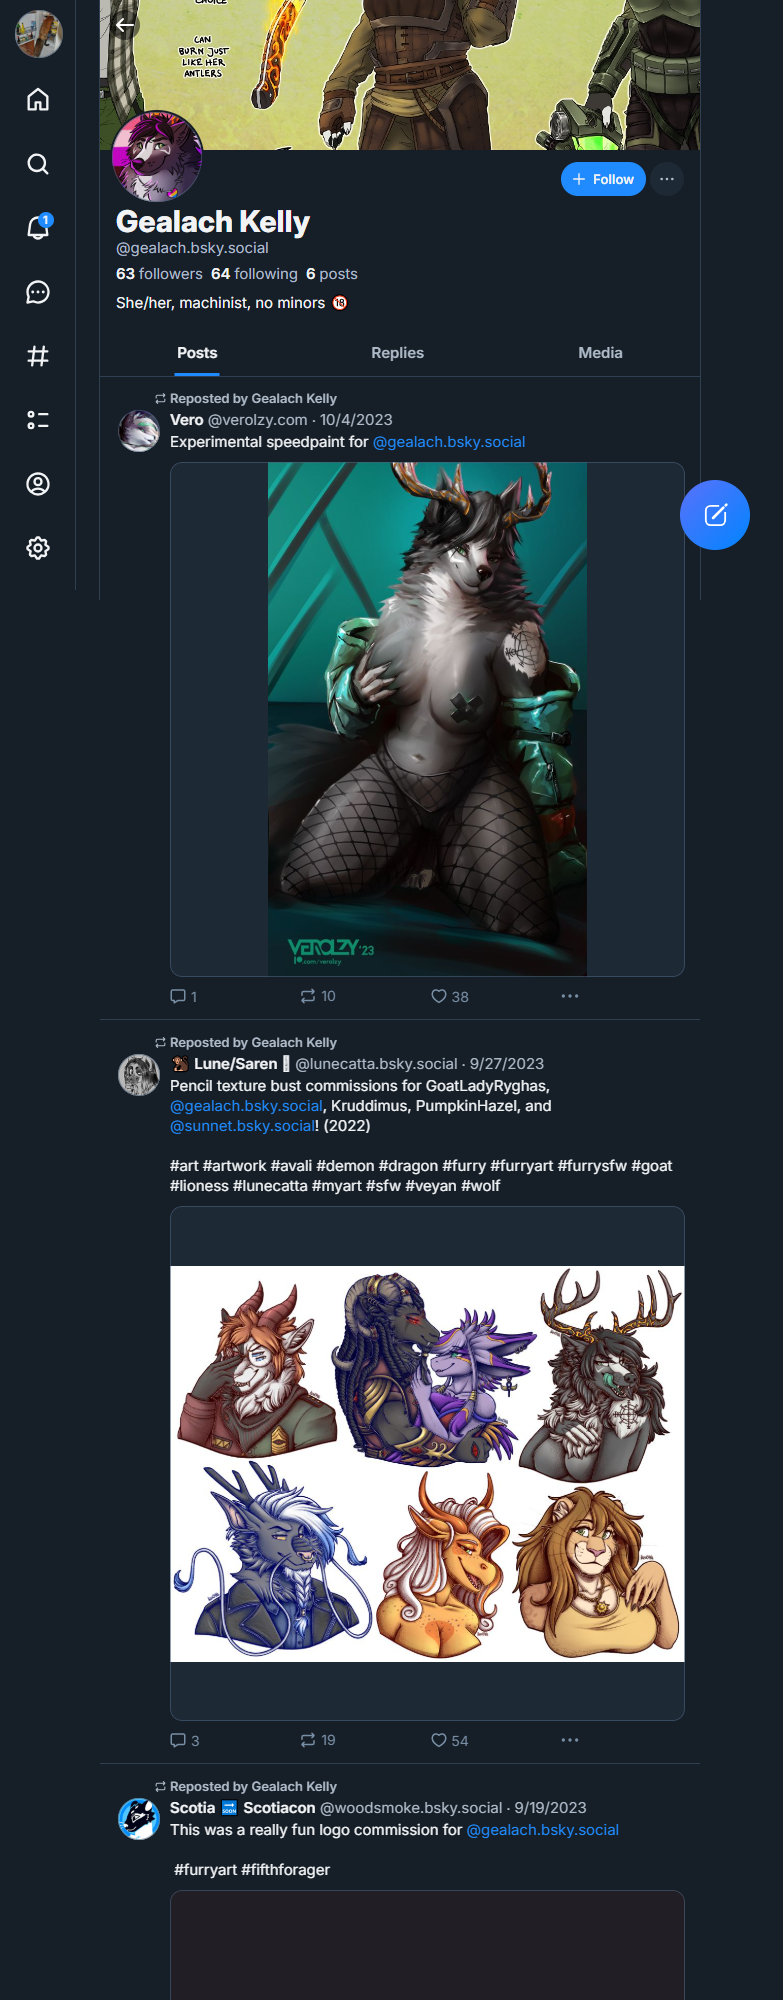 CHOICE
CAN
BURN JUST
LIKE HER
ANTLERS
Follow
Gealach Kelly
@gealach.bsky.social
63 followers 64 following 6 posts
She/her, machinist, no minors 🔞
Posts Replies Media
1
Reposted by Gealach Kelly
Vero @verolzy.com · 10/4/2023
Experimental speedpaint for @gealach.bsky.social
VEROLZY '23
.com/verolzy
1 10 38
Reposted by Gealach Kelly
Lune/Saren @lunecatta.bsky.social · 9/27/2023
Pencil texture bust commissions for GoatLadyRyghas,
@gealach.bsky.social, Kruddimus, PumpkinHazel, and
@sunnet.bsky.social! (2022)
#art #artwork #avali #demon #dragon #furry #furryart #furrysfw #goat
#lioness #lunecatta #myart #sfw #veyan #wolf
3 19 54
Reposted by Gealach Kelly
Scotia 🔜 Scotiacon @woodsmoke.bsky.social · 9/19/2023
This was a really fun logo commission for @gealach.bsky.social
#furryart #fifthforager